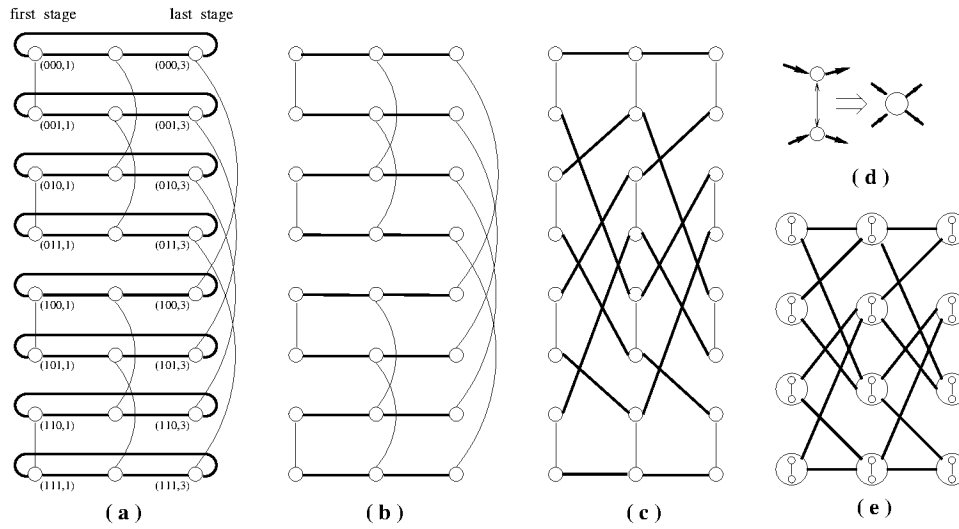 first stage last stage
(000,1) (000,3)
(001,1) (001,3)
(010,1) (010,3)
(011,1) (011,3)
(100,1) (100,3)
(101,1) (101,3)
(110,1) (110,3)
(111,1) (111,3)
( a ) ( b ) ( c )
( d )
( e )